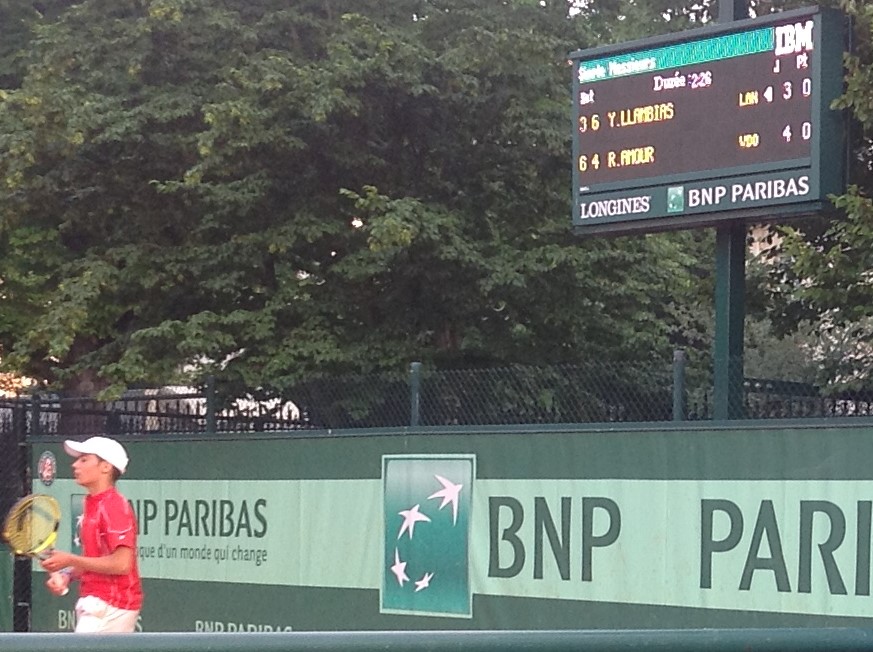 IBM
Simple Messieurs
J Pt
Set Durée 2:26
3 6 Y.LLAMBIAS LAN 4 3 0
6 4 R.AMOUR VDO 4 0
LONGINES BNP PARIBAS
BNP PARIBAS
que d'un monde qui change
BNP PARI
BNP PARIBAS